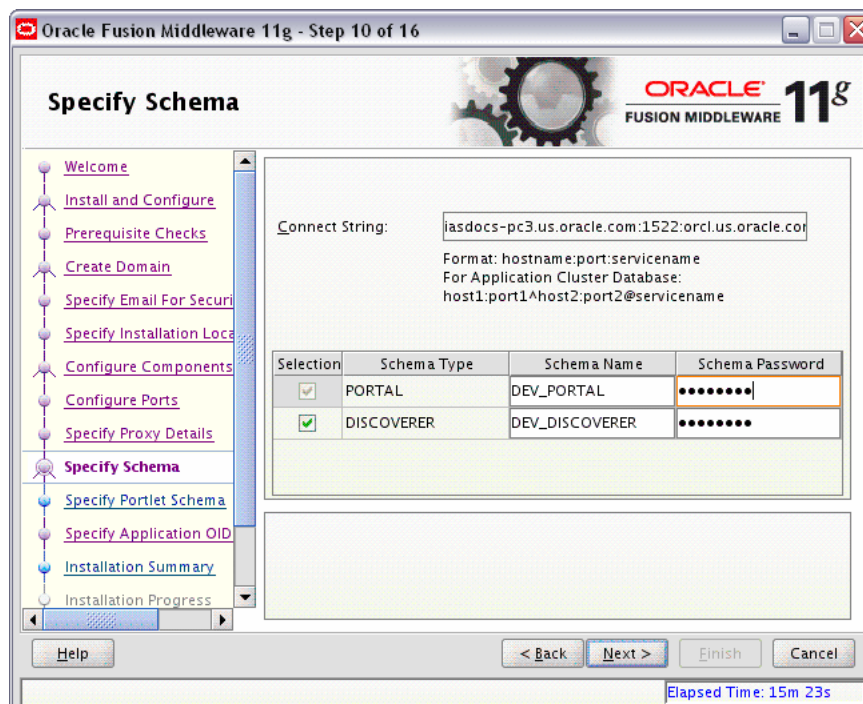 Oracle Fusion Middleware 11g - Step 10 of 16
Specify Schema
ORACLE
FUSION MIDDLEWARE
11g
Welcome
Install and Configure
Prerequisite Checks
Create Domain
Specify Email For Securi
Specify Installation Loca
Configure Components
Configure Ports
Specify Proxy Details
Specify Schema
Specify Portlet Schema
Specify Application OID
Installation Summary
Installation Progress
Connect String: iasdocs-pc3.us.oracle.com:1522:orcl.us.oracle.cor
Format: hostname:port:servicename
For Application Cluster Database:
host1:port1^host2:port2@servicename
Selection Schema Type Schema Name Schema Password
PORTAL DEV_PORTAL ●●●●●●●●
DISCOVERER DEV_DISCOVERER ●●●●●●●●
Help < Back Next > Finish Cancel
Elapsed Time: 15m 23s